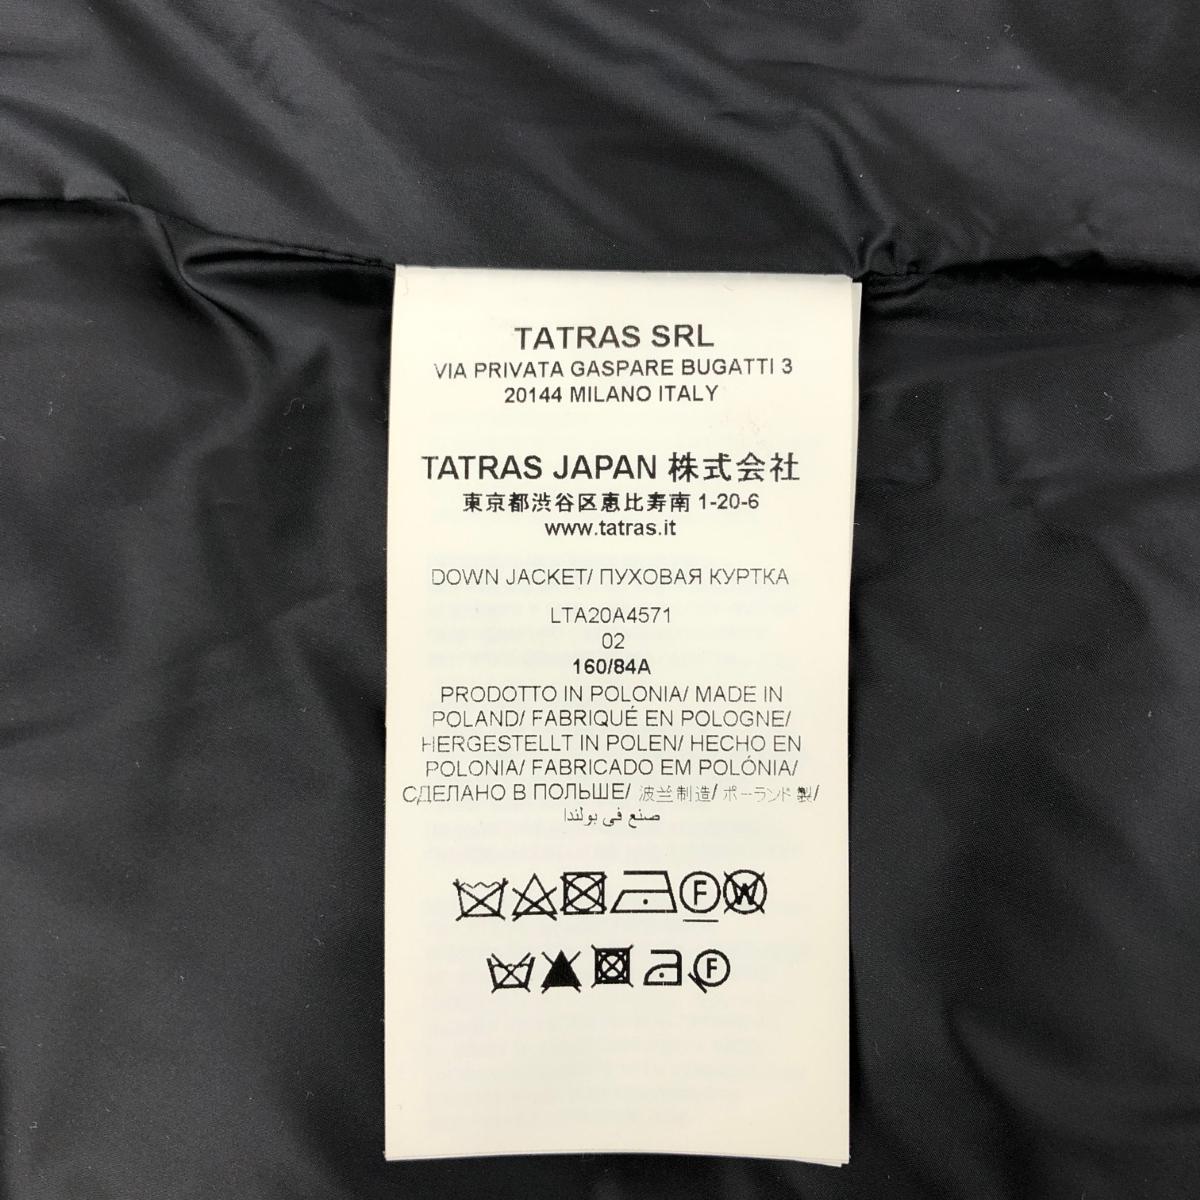 TATRAS SRL
VIA PRIVATA GASPARE BUGATTI 3
20144 MILANO ITALY
TATRAS JAPAN 株式会社
東京都渋谷区恵比寿南 1-20-6
www.tatras.it
DOWN JACKET/ ПУХОВАЯ КУРТКА
LTA20A4571
02
160/84A
PRODOTTO IN POLONIA/ MADE IN
POLAND/ FABRIQUÉ EN POLOGNE/
HERGESTELLT IN POLEN/ HECHO EN
POLONIA/ FABRICADO EM POLÓNIA/
СДЕЛАНО В ПОЛЬШЕ/ 波兰制造/ ポーランド製/
صنع في بولندا
F W
F